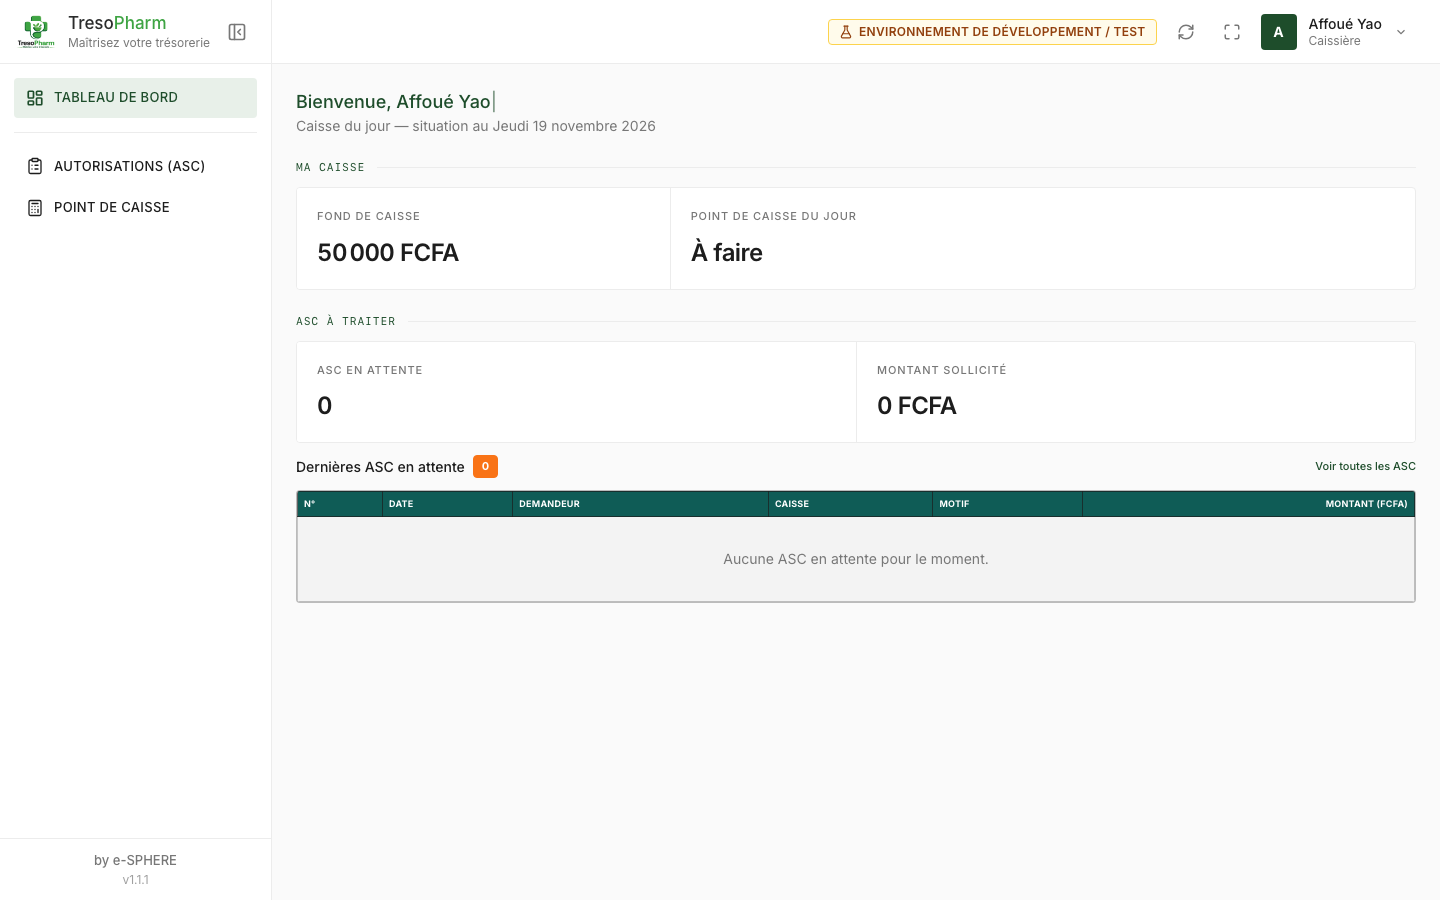 TresoPharm
Maîtrisez votre trésorerie
TresoPharm
ENVIRONNEMENT DE DÉVELOPPEMENT / TEST
A
Affoué Yao
Caissière
TABLEAU DE BORD
AUTORISATIONS (ASC)
POINT DE CAISSE
by e-SPHERE
v1.1.1
Bienvenue, Affoué Yao
Caisse du jour — situation au Jeudi 19 novembre 2026
MA CAISSE
FOND DE CAISSE
50 000 FCFA
POINT DE CAISSE DU JOUR
À faire
ASC À TRAITER
ASC EN ATTENTE
0
MONTANT SOLLICITÉ
0 FCFA
Dernières ASC en attente 0
Voir toutes les ASC
N° DATE DEMANDEUR CAISSE MOTIF MONTANT (FCFA)
Aucune ASC en attente pour le moment.